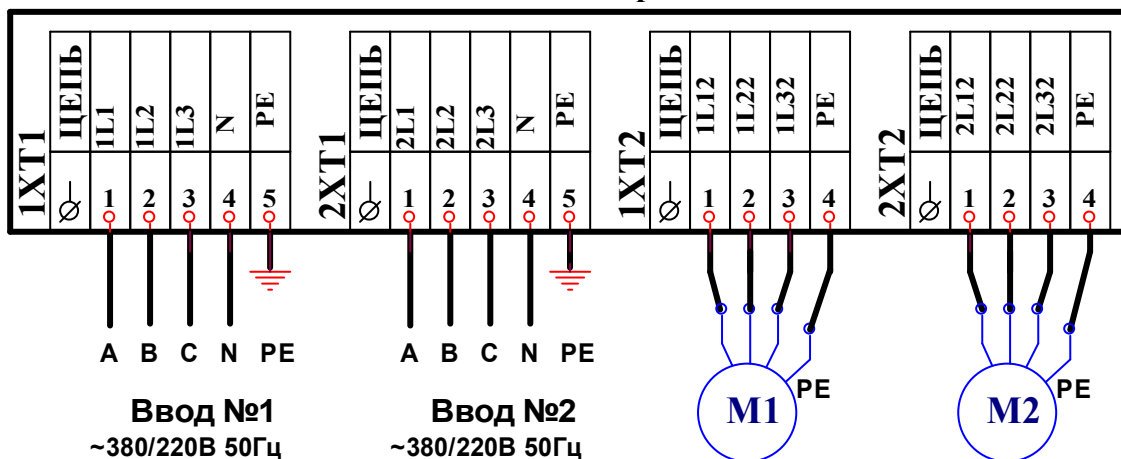 1XT1 ЦЕПЬ 1L1 1L2 1L3 N PE
1 2 3 4 5
2XT1 ЦЕПЬ 2L1 2L2 2L3 N PE
1 2 3 4 5
1XT2 ЦЕПЬ 1L12 1L22 1L32 PE
1 2 3 4
2XT2 ЦЕПЬ 2L12 2L22 2L32 PE
1 2 3 4
A B C N PE
A B C N PE
PE
PE
M1
M2
Ввод №1
~380/220В 50Гц
Ввод №2
~380/220В 50Гц